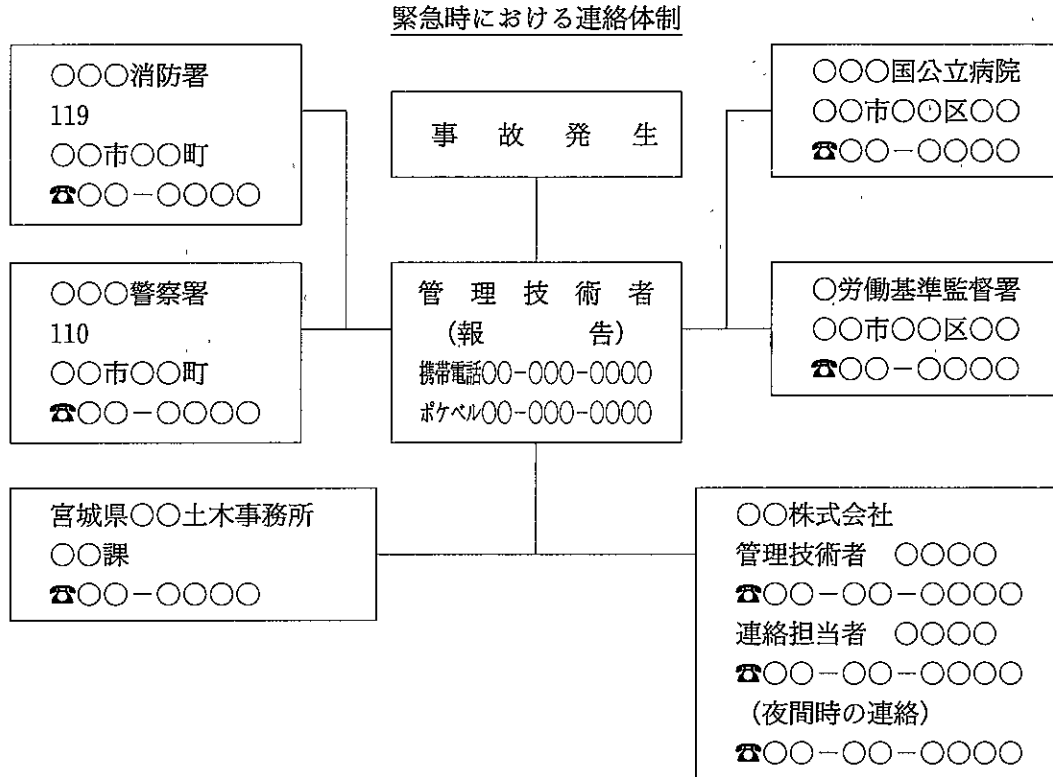 緊急時における連絡体制
○○○消防署
119
○○市○○町
☎○○－○○○○
事故発生
○○○国公立病院
○○市○○区○○
☎○○－○○○○
○○○警察署
110
○○市○○町
☎○○－○○○○
管理技術者
(報告)
携帯電話○○-○○○-○○○○
ポケベル○○-○○○-○○○○
○労働基準監督署
○○市○○区○○
☎○○－○○○○
宮城県○○土木事務所
○○課
☎○○－○○○○
○○株式会社
管理技術者　○○○○
☎○○－○○－○○○○
連絡担当者　○○○○
☎○○－○○－○○○○
（夜間時の連絡）
☎○○－○○－○○○○